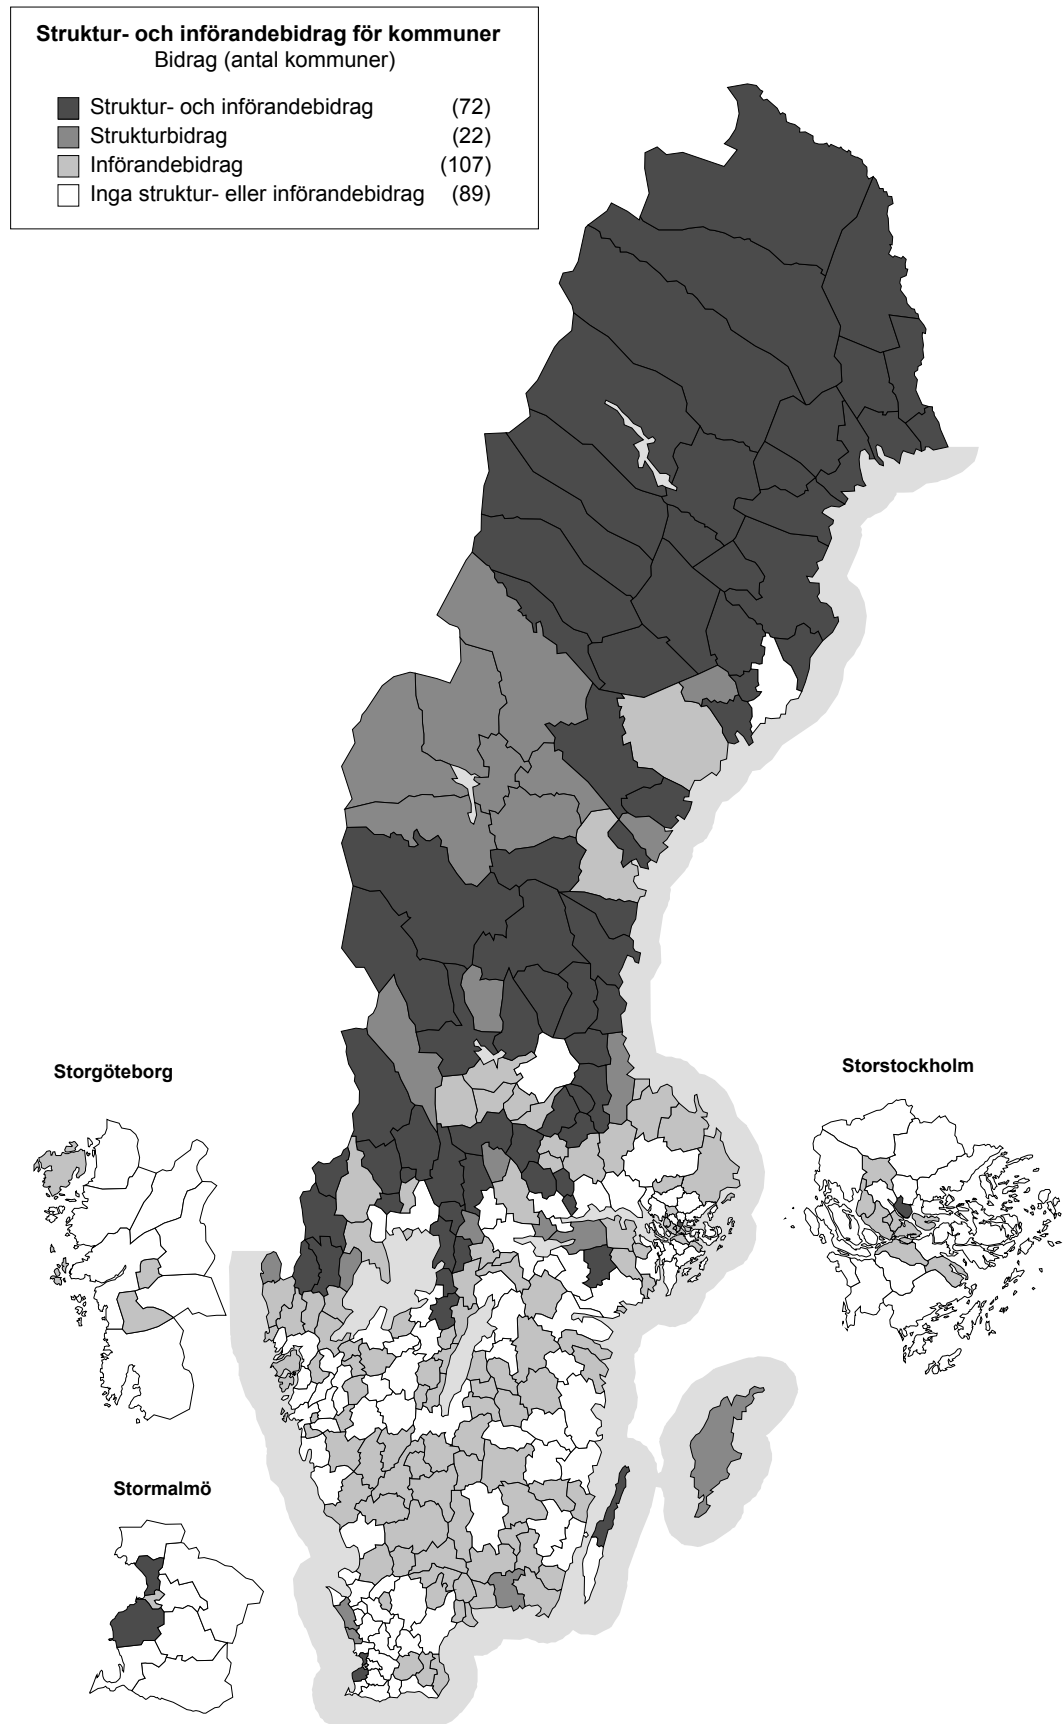 Struktur- och införandebidrag för kommuner
Bidrag (antal kommuner)
Struktur- och införandebidrag (72)
Strukturbidrag (22)
Införandebidrag (107)
Inga struktur- eller införandebidrag (89)
Storgöteborg
Storstockholm
Stormalmö